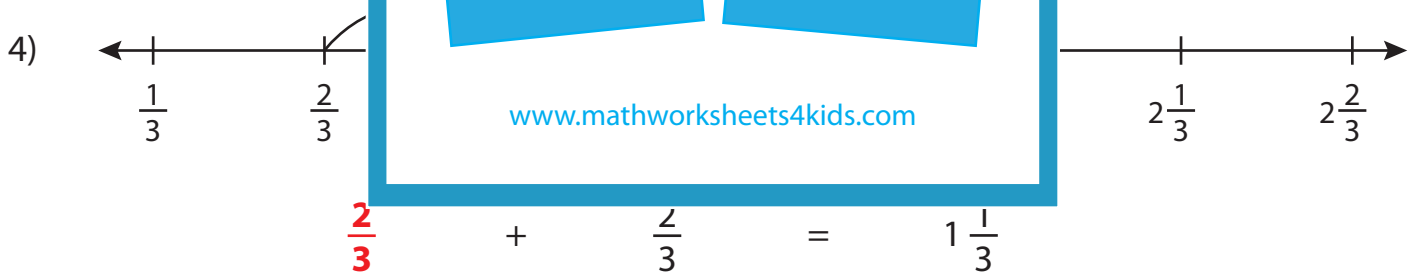 4)
1/3 2/3 2 1/3 2 2/3
www.mathworksheets4kids.com
2/3 + 2/3 = 1 1/3